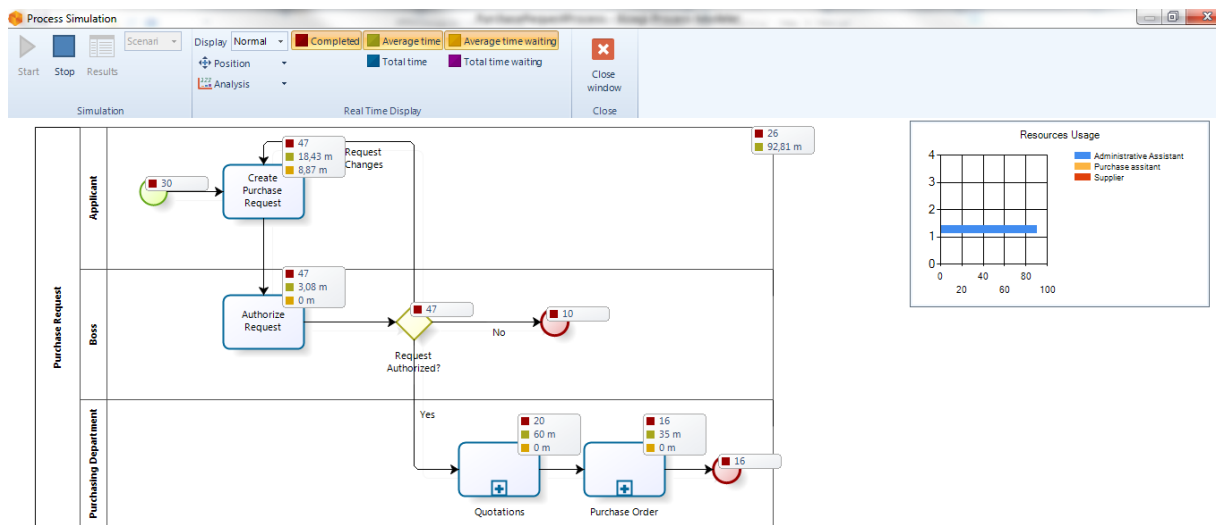 Process Simulation
PurchaseRequestProcess - Bizagi Process Modeler
Start
Stop
Results
Scenari
Simulation
Display Normal
Position
Analysis
Completed
Average time
Average time waiting
Total time
Total time waiting
Real Time Display
Close
window
Close
Purchase Request
Applicant
30
47
18,43 m
8,87 m
Create
Purchase
Request
Request
Changes
26
92,81 m
Boss
47
3,08 m
0 m
Authorize
Request
47
Request
Authorized?
No
10
Purchasing Department
Yes
20
60 m
0 m
Quotations
16
35 m
0 m
Purchase Order
16
Resources Usage
4
3
2
1
0
0 40 80
20 60 100
Administrative Assistant
Purchase assitant
Supplier